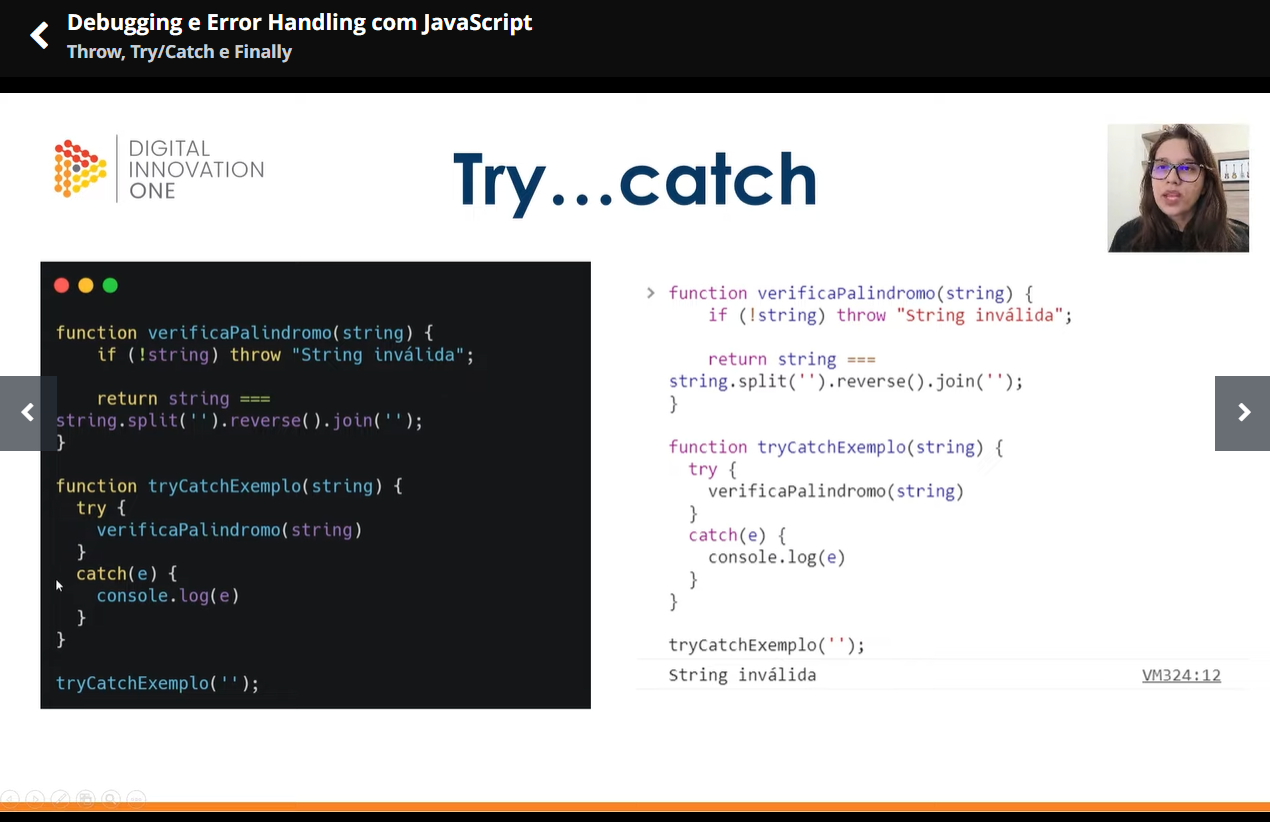 Debugging e Error Handling com JavaScript
Throw, Try/Catch e Finally
DIGITAL
INNOVATION
ONE
Try...catch
function verificaPalindromo(string) {
    if (!string) throw "String inválida";
    return string ===
string.split('').reverse().join('');
}
function tryCatchExemplo(string) {
  try {
    verificaPalindromo(string)
  }
  catch(e) {
    console.log(e)
  }
}
tryCatchExemplo('');
> function verificaPalindromo(string) {
    if (!string) throw "String inválida";
    return string ===
string.split('').reverse().join('');
}
function tryCatchExemplo(string) {
  try {
    verificaPalindromo(string)
  }
  catch(e) {
    console.log(e)
  }
}
tryCatchExemplo('');
String inválida VM324:12